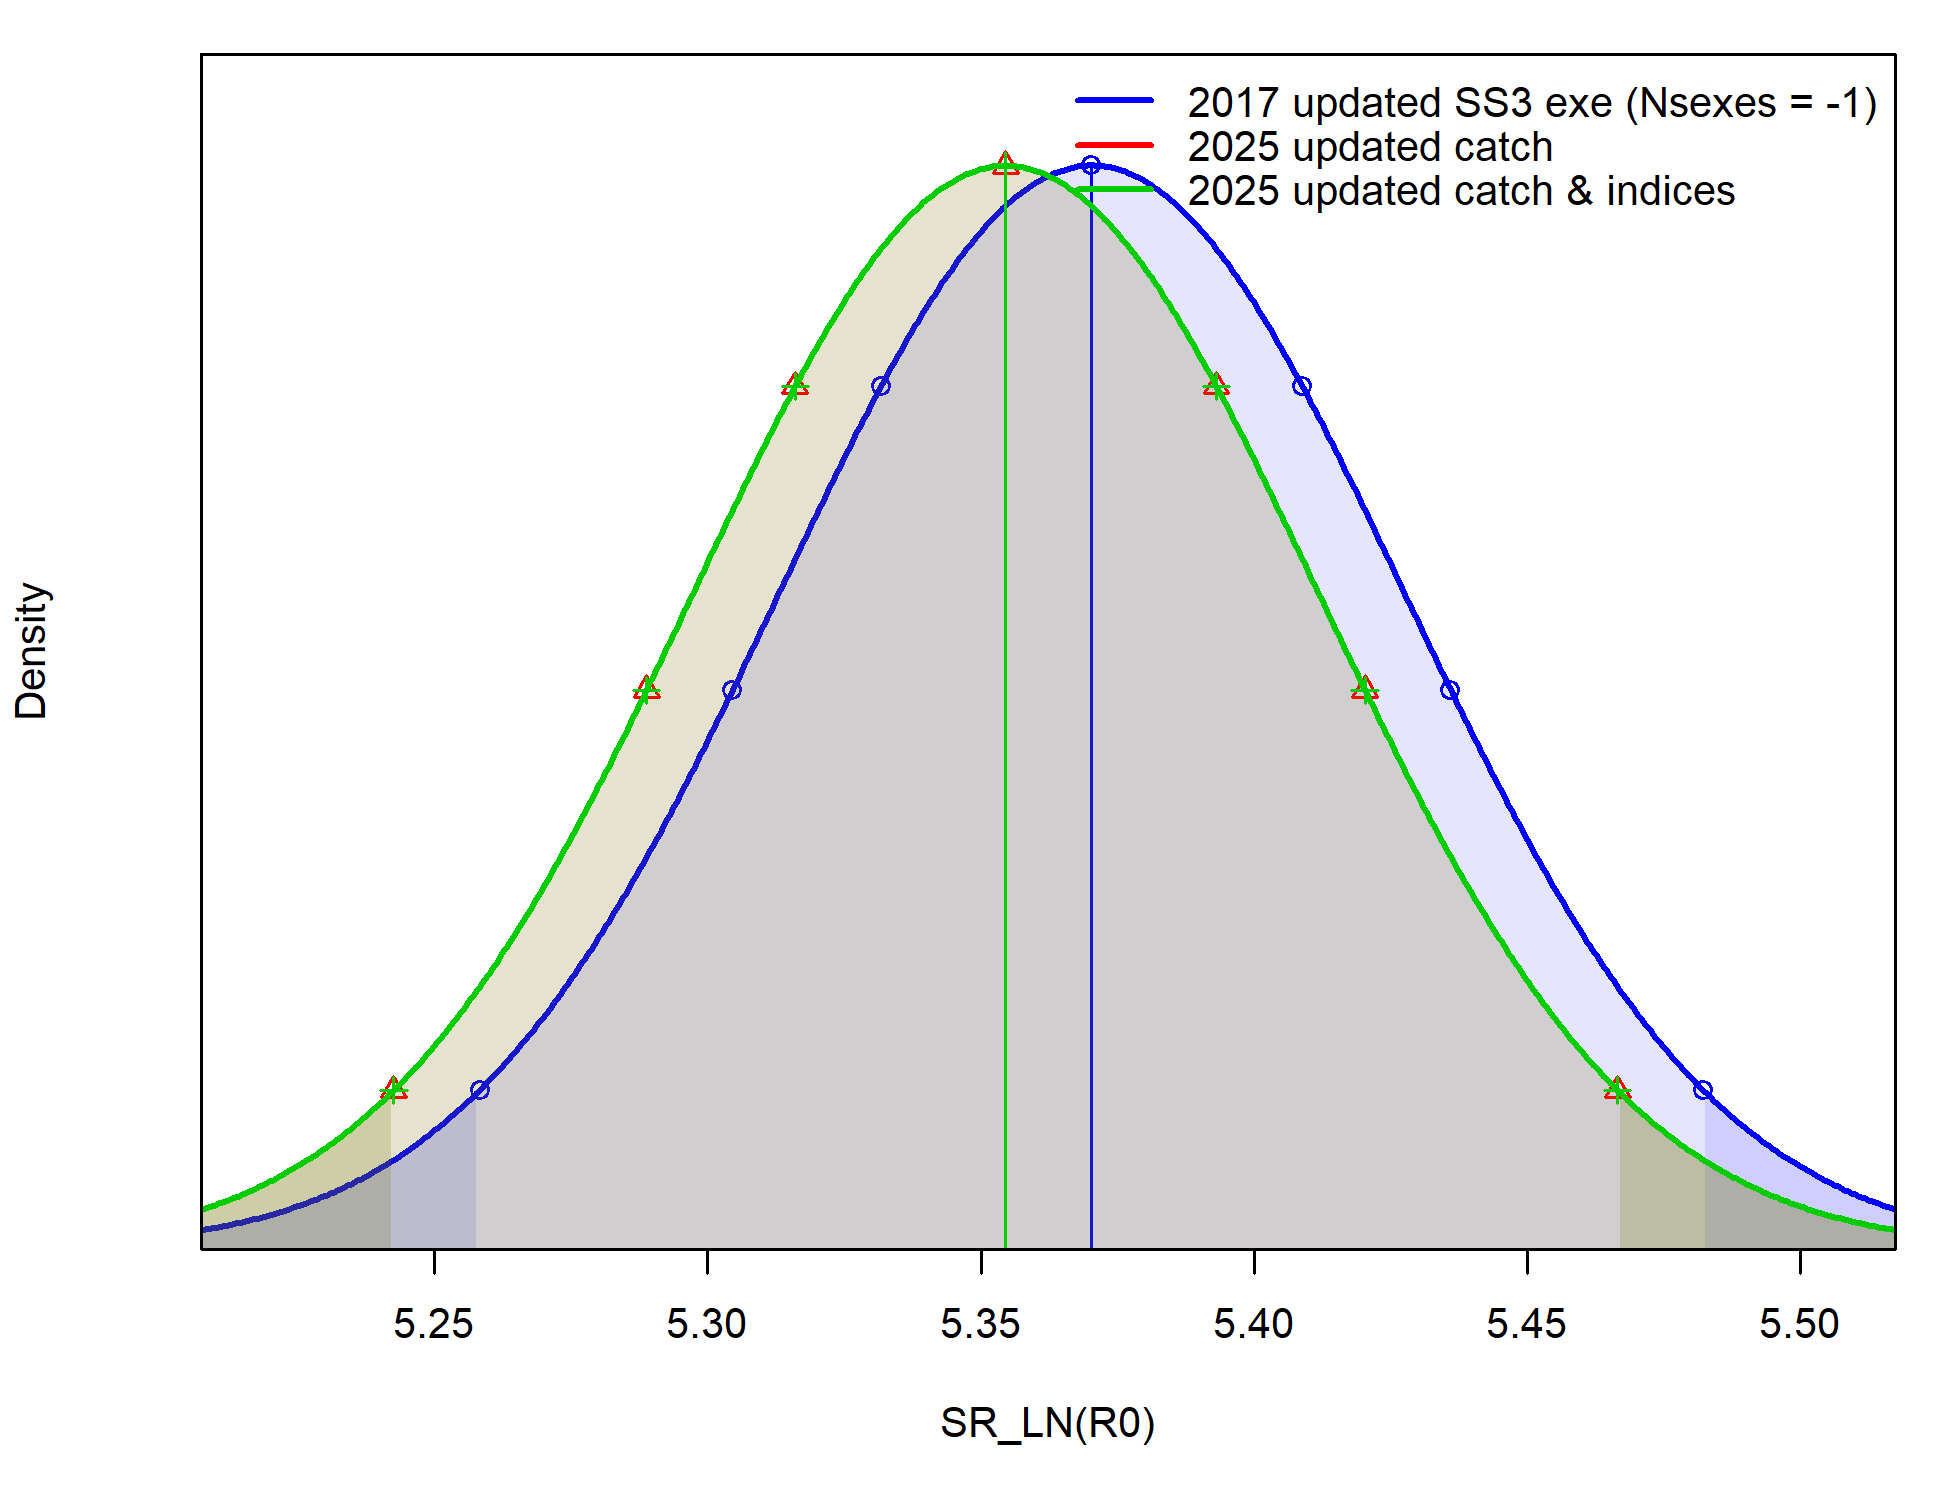 2017 updated SS3 exe (Nsexes = -1)
2025 updated catch
2025 updated catch & indices
Density
5.25 5.30 5.35 5.40 5.45 5.50
SR_LN(R0)